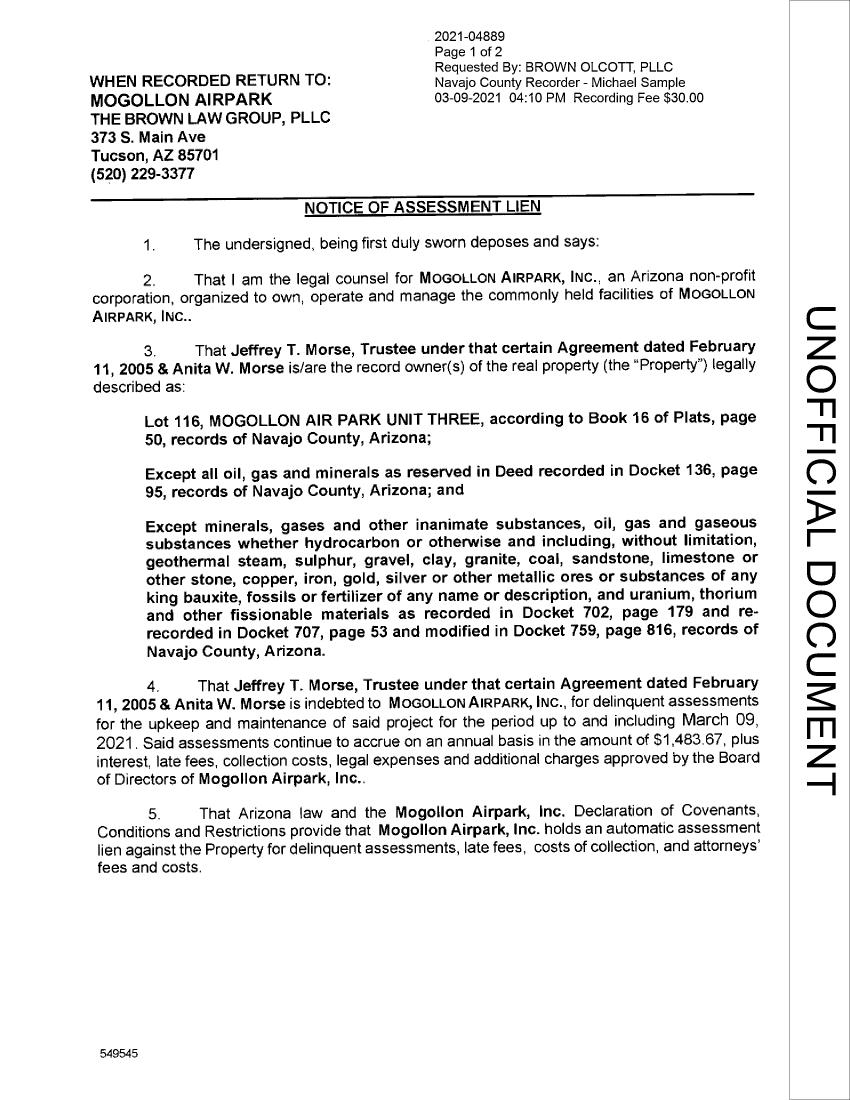 2021-04889
Page 1 of 2
Requested By: BROWN OLCOTT, PLLC
Navajo County Recorder - Michael Sample
03-09-2021 04:10 PM Recording Fee $30.00
WHEN RECORDED RETURN TO:
MOGOLLON AIRPARK
THE BROWN LAW GROUP, PLLC
373 S. Main Ave
Tucson, AZ 85701
(520) 229-3377
NOTICE OF ASSESSMENT LIEN
1. The undersigned, being first duly sworn deposes and says:
2. That I am the legal counsel for MOGOLLON AIRPARK, INC., an Arizona non-profit
corporation, organized to own, operate and manage the commonly held facilities of MOGOLLON
AIRPARK, INC..
3. That Jeffrey T. Morse, Trustee under that certain Agreement dated February
11, 2005 & Anita W. Morse is/are the record owner(s) of the real property (the “Property”) legally
described as:
Lot 116, MOGOLLON AIR PARK UNIT THREE, according to Book 16 of Plats, page
50, records of Navajo County, Arizona;
Except all oil, gas and minerals as reserved in Deed recorded in Docket 136, page
95, records of Navajo County, Arizona; and
Except minerals, gases and other inanimate substances, oil, gas and gaseous
substances whether hydrocarbon or otherwise and including, without limitation,
geothermal steam, sulphur, gravel, clay, granite, coal, sandstone, limestone or
other stone, copper, iron, gold, silver or other metallic ores or substances of any
king bauxite, fossils or fertilizer of any name or description, and uranium, thorium
and other fissionable materials as recorded in Docket 702, page 179 and re-
recorded in Docket 707, page 53 and modified in Docket 759, page 816, records of
Navajo County, Arizona.
4. That Jeffrey T. Morse, Trustee under that certain Agreement dated February
11, 2005 & Anita W. Morse is indebted to MOGOLLON AIRPARK, INC., for delinquent assessments
for the upkeep and maintenance of said project for the period up to and including March 09,
2021. Said assessments continue to accrue on an annual basis in the amount of $1,483.67, plus
interest, late fees, collection costs, legal expenses and additional charges approved by the Board
of Directors of Mogollon Airpark, Inc..
5. That Arizona law and the Mogollon Airpark, Inc. Declaration of Covenants,
Conditions and Restrictions provide that Mogollon Airpark, Inc. holds an automatic assessment
lien against the Property for delinquent assessments, late fees, costs of collection, and attorneys’
fees and costs.
549545
UNOFFICIAL DOCUMENT